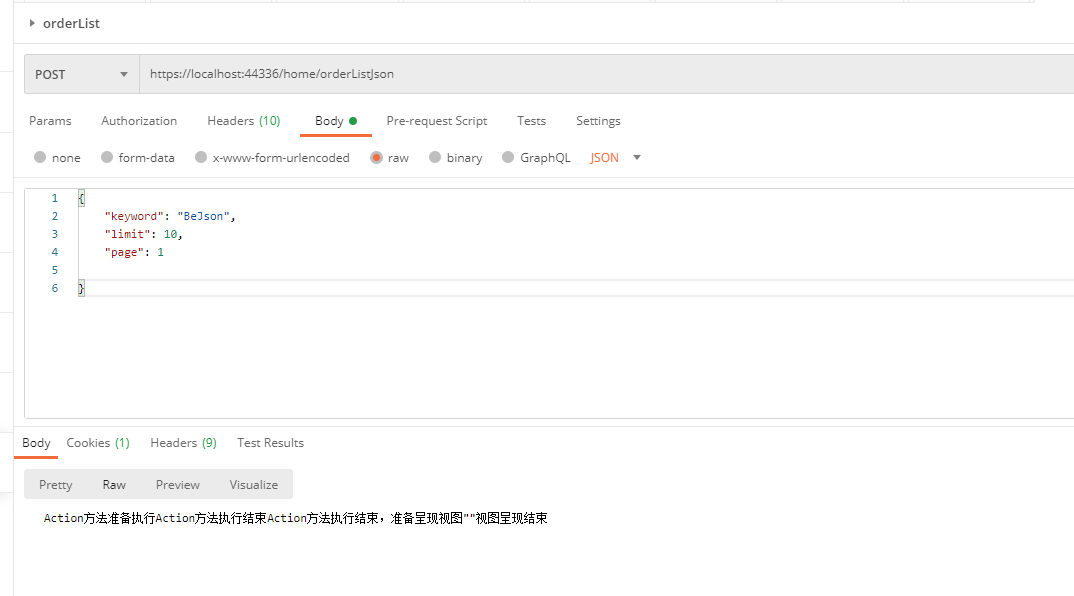 orderList
POST https://localhost:44336/home/orderListJson
Params Authorization Headers (10) Body Pre-request Script Tests Settings
none form-data x-www-form-urlencoded raw binary GraphQL JSON
1 {
2 "keyword": "BeJson",
3 "limit": 10,
4 "page": 1
5
6 }
Body Cookies (1) Headers (9) Test Results
Pretty Raw Preview Visualize
Action方法准备执行Action方法执行结束Action方法执行结束，准备呈现视图""视图呈现结束